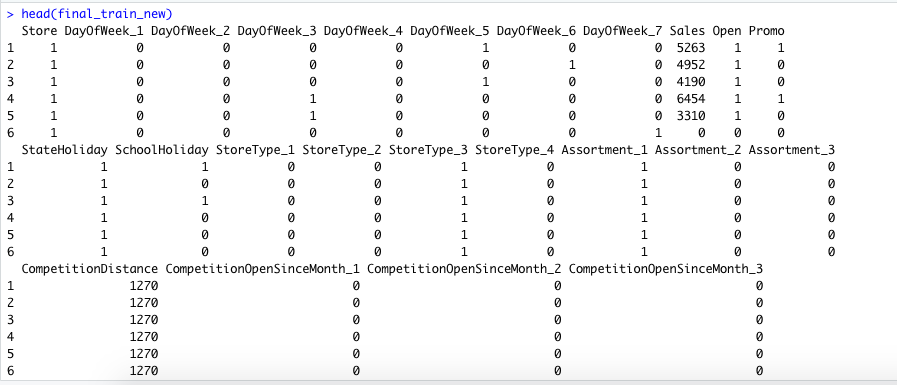 > head(final_train_new)
Store DayOfWeek_1 DayOfWeek_2 DayOfWeek_3 DayOfWeek_4 DayOfWeek_5 DayOfWeek_6 DayOfWeek_7 Sales Open Promo
1 1 0 0 0 0 1 0 0 5263 1 1
2 1 0 0 0 0 0 1 0 4952 1 0
3 1 0 0 0 0 1 0 0 4190 1 0
4 1 0 0 1 0 0 0 0 6454 1 1
5 1 0 0 1 0 0 0 0 3310 1 0
6 1 0 0 0 0 0 0 1 0 0 0
StateHoliday SchoolHoliday StoreType_1 StoreType_2 StoreType_3 StoreType_4 Assortment_1 Assortment_2 Assortment_3
1 1 1 0 0 1 0 1 0 0
2 1 0 0 0 1 0 1 0 0
3 1 1 0 0 1 0 1 0 0
4 1 0 0 0 1 0 1 0 0
5 1 0 0 0 1 0 1 0 0
6 1 0 0 0 1 0 1 0 0
CompetitionDistance CompetitionOpenSinceMonth_1 CompetitionOpenSinceMonth_2 CompetitionOpenSinceMonth_3
1 1270 0 0 0
2 1270 0 0 0
3 1270 0 0 0
4 1270 0 0 0
5 1270 0 0 0
6 1270 0 0 0